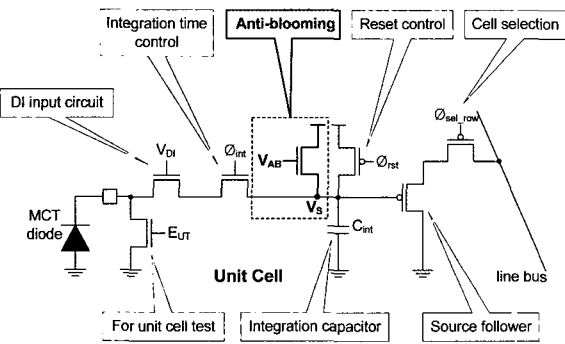 Integration time
control
Anti-blooming
Reset control
Cell selection
DI input circuit
V_DI
Ø_int
V_AB
Ø_rst
Ø_sel_row
V_S
MCT
diode
E_UT
C_int
Unit Cell
line bus
For unit cell test
Integration capacitor
Source follower